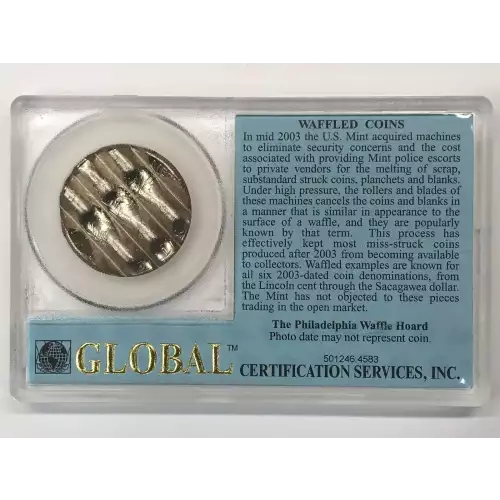 WAFFLED COINS
In mid 2003 the U.S. Mint acquired machines
to eliminate security concerns and the cost
associated with providing Mint police escorts
to private vendors for the melting of scrap,
substandard struck coins, planchets and blanks.
Under high pressure, the rollers and blades of
these machines cancels the coins and blanks in
a manner that is similar in appearance to the
surface of a waffle, and they are popularly
known by that term. This process has
effectively kept most miss-struck coins
produced after 2003 from becoming available
to collectors. Waffled examples are known for
all six 2003-dated coin denominations, from
the Lincoln cent through the Sacagawea dollar.
The Mint has not objected to these pieces
trading in the open market.
The Philadelphia Waffle Hoard
Photo date may not represent coin.
501246.4583
GLOBAL™
CERTIFICATION SERVICES, INC.